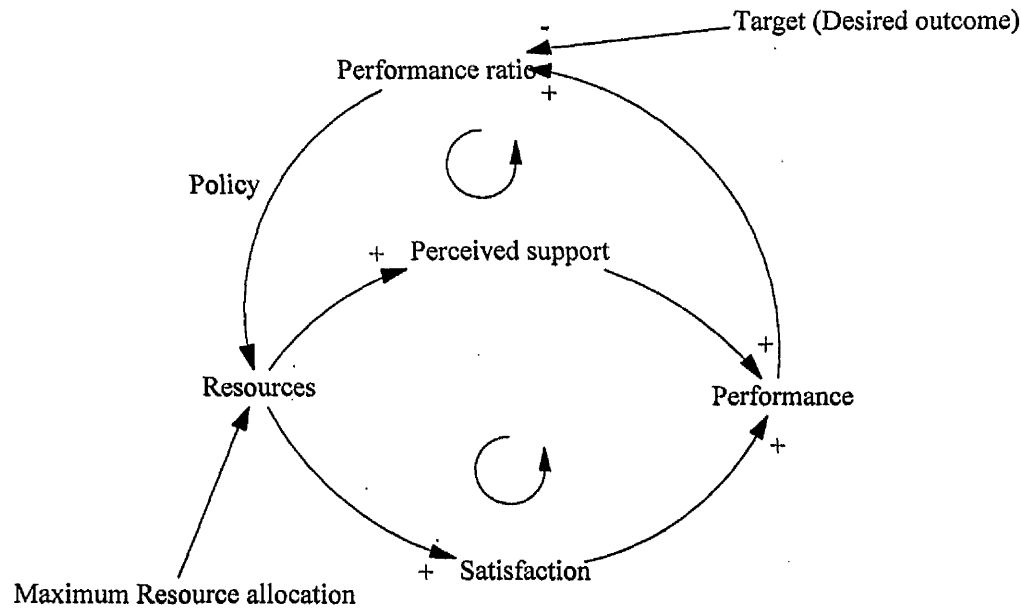 -
Target (Desired outcome)
Performance ratio
+
Policy
+
Perceived support
+
Resources
Performance
+
+
Satisfaction
Maximum Resource allocation